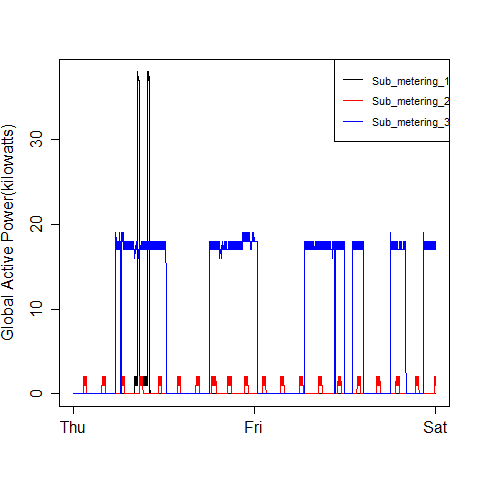 Global Active Power(kilowatts)
30
20
10
0
Thu
Fri
Sat
Sub_metering_1
Sub_metering_2
Sub_metering_3